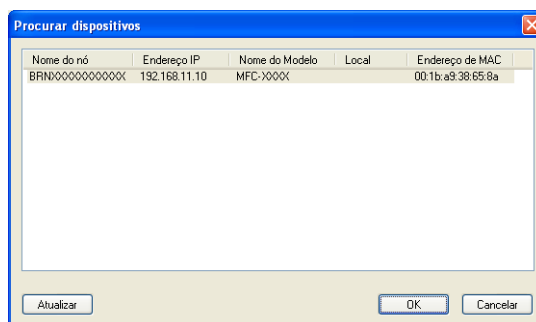 Procurar dispositivos
Nome do nó Endereço IP Nome do Modelo Local Endereço de MAC
BRNXXXXXXXXXXXX 192.168.11.10 MFC-XXXX 00:1b:a9:38:65:8a
Atualizar OK Cancelar